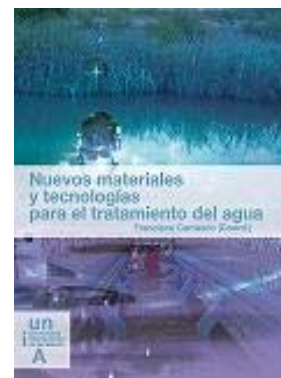 Nuevos materiales
y tecnologías
para el tratamiento del agua
Francisco Carrasco (Coord.)
un
i
A